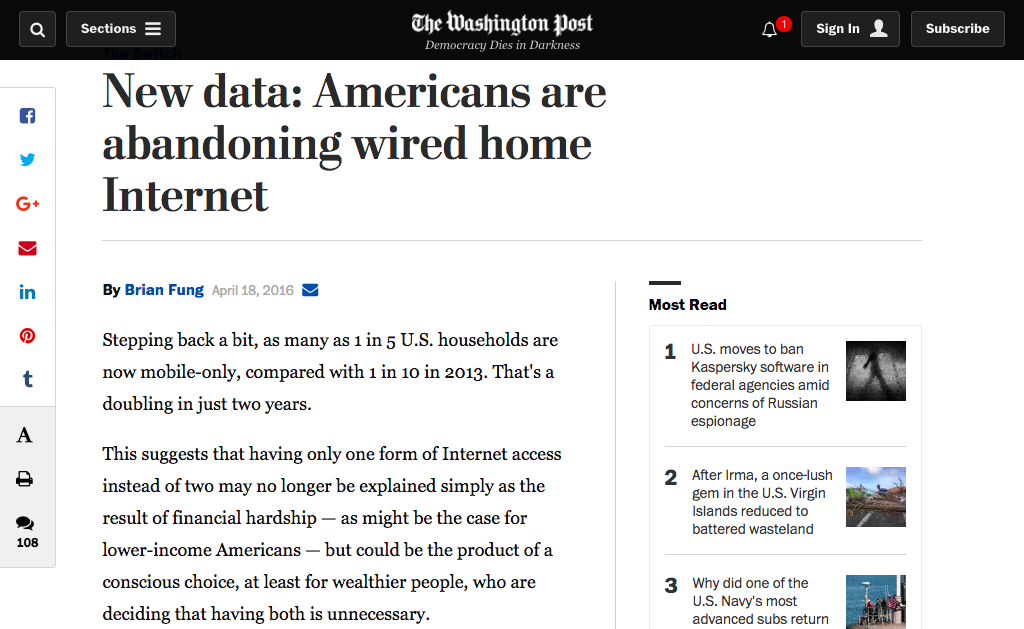 Sections
The Washington Post
Democracy Dies in Darkness
1
Sign In
Subscribe
The Switch
New data: Americans are
abandoning wired home
Internet
By Brian Fung April 18, 2016
Stepping back a bit, as many as 1 in 5 U.S. households are
now mobile-only, compared with 1 in 10 in 2013. That's a
doubling in just two years.
This suggests that having only one form of Internet access
instead of two may no longer be explained simply as the
result of financial hardship — as might be the case for
lower-income Americans — but could be the product of a
conscious choice, at least for wealthier people, who are
deciding that having both is unnecessary.
G+
in
t
A
108
Most Read
1
U.S. moves to ban
Kaspersky software in
federal agencies amid
concerns of Russian
espionage
2
After Irma, a once-lush
gem in the U.S. Virgin
Islands reduced to
battered wasteland
3
Why did one of the
U.S. Navy's most
advanced subs return